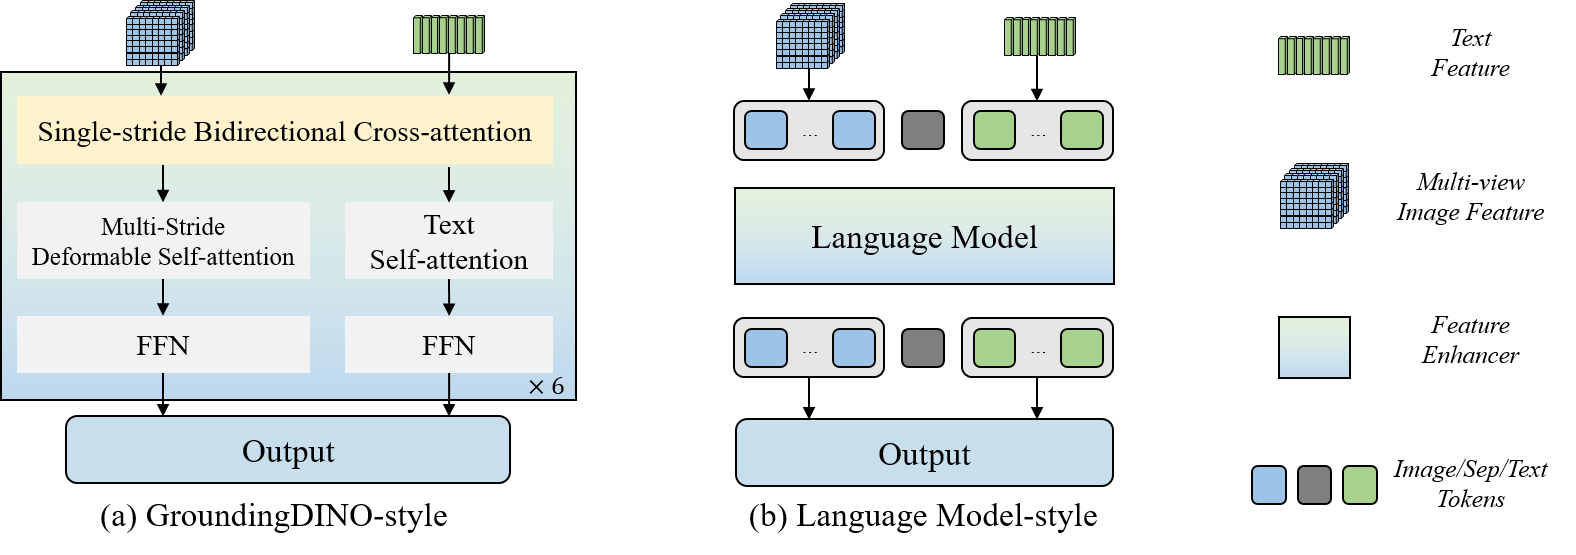 Single-stride Bidirectional Cross-attention
Multi-Stride
Deformable Self-attention
Text
Self-attention
FFN
FFN
× 6
Output
(a) GroundingDINO-style
...
...
Language Model
...
...
Output
(b) Language Model-style
Text
Feature
Multi-view
Image Feature
Feature
Enhancer
Image/Sep/Text
Tokens